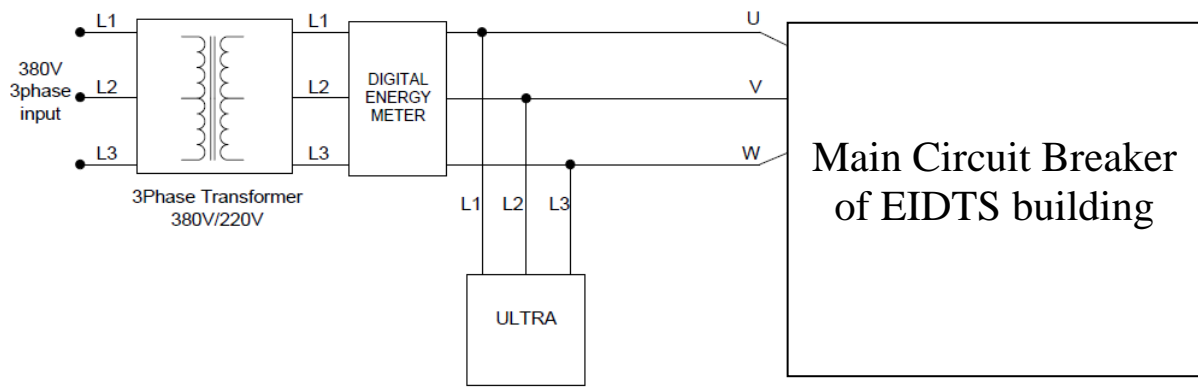 L1
L1
U
380V
3phase
input
L2
L2
DIGITAL
ENERGY
METER
V
L3
L3
W
Main Circuit Breaker
of EIDTS building
3Phase Transformer
380V/220V
L1
L2
L3
ULTRA